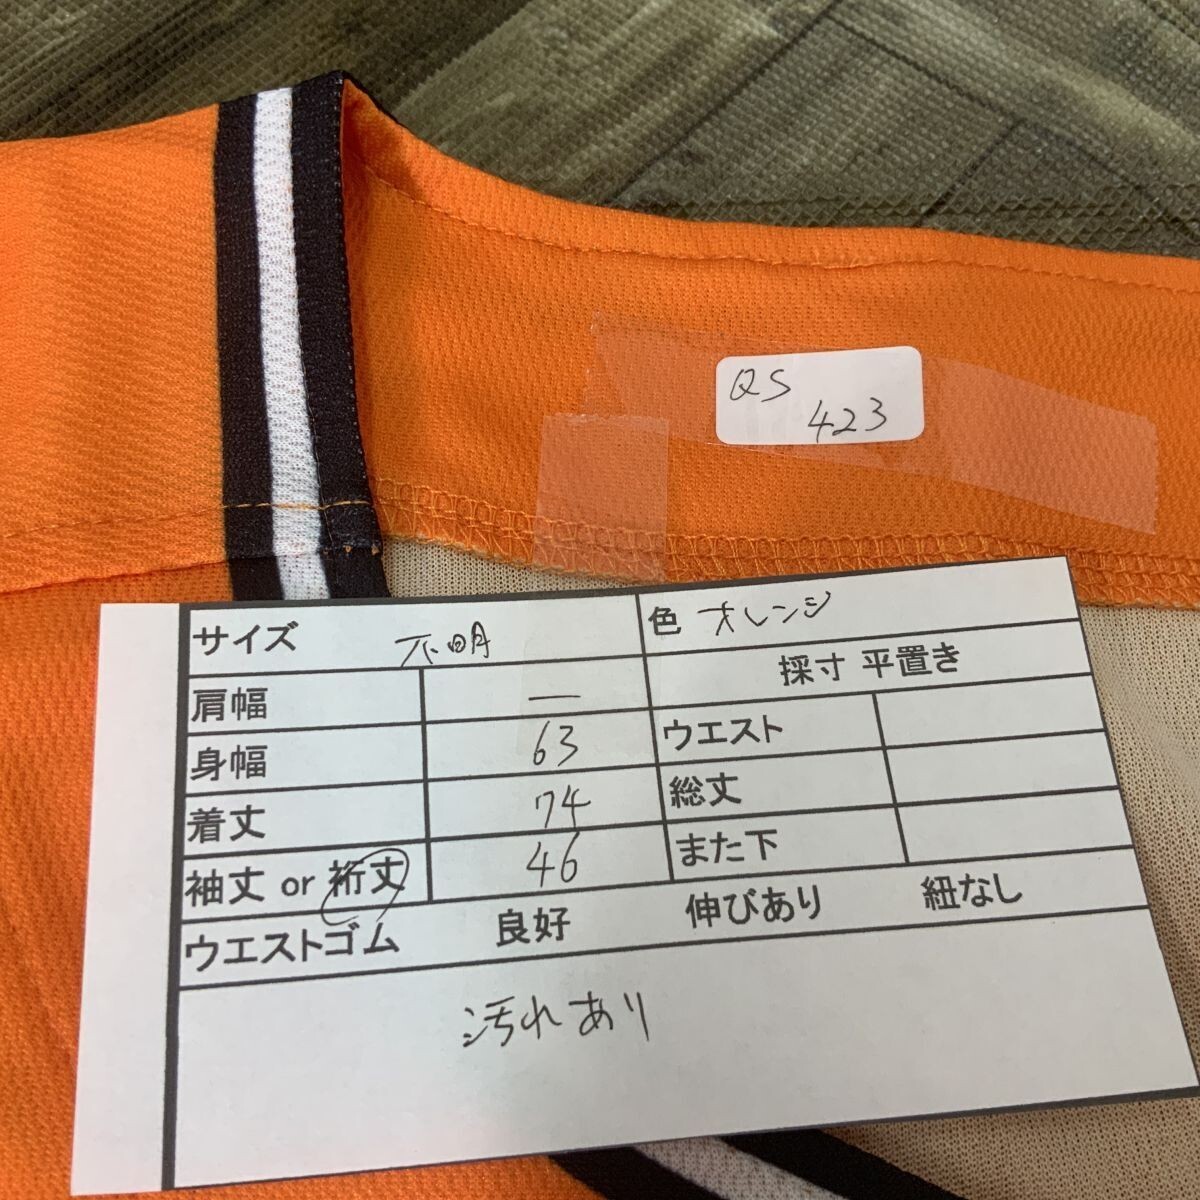 QS
423
サイズ 不明 色 オレンジ
肩幅 — 採寸 平置き
身幅 63 ウエスト
着丈 74 総丈
袖丈 or 裄丈 46 また下
ウエストゴム 良好 伸びあり 紐なし
汚れあり